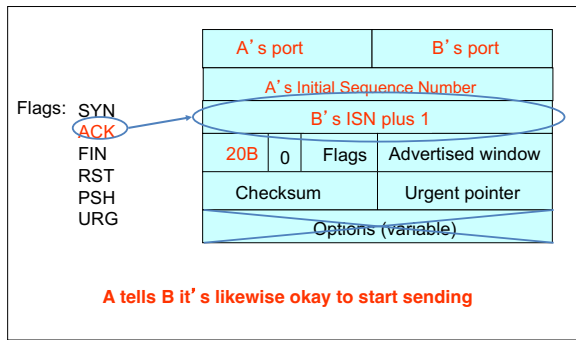 A's port B's port
A's Initial Sequence Number
Flags: SYN
B's ISN plus 1
ACK
FIN
20B 0 Flags Advertised window
RST
PSH
Checksum Urgent pointer
URG
Options (variable)
A tells B it's likewise okay to start sending